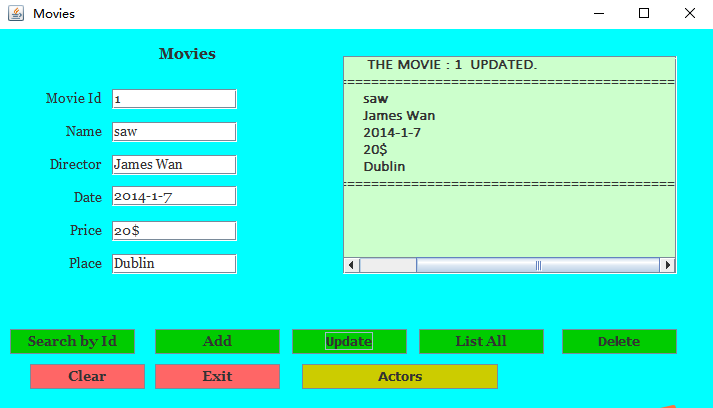 Movies
Movies
Movie Id 1
Name saw
Director James Wan
Date 2014-1-7
Price 20$
Place Dublin
THE MOVIE : 1 UPDATED.
================================================
saw
James Wan
2014-1-7
20$
Dublin
================================================
Search by Id Add Update List All Delete
Clear Exit Actors